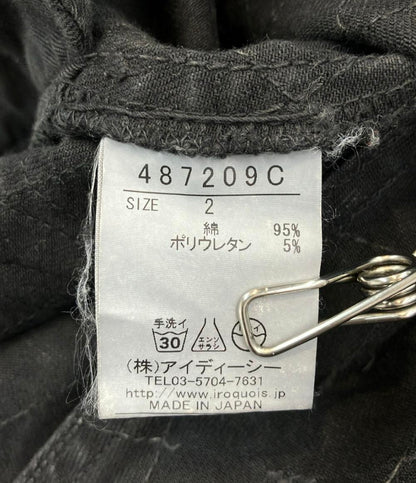 487209C
SIZE 2
綿 95%
ポリウレタン 5%
手洗イ
30 エンソ サラシ
(株)アイディーシー
TEL03-5704-7631
http://www.iroquois.jp
MADE IN JAPAN